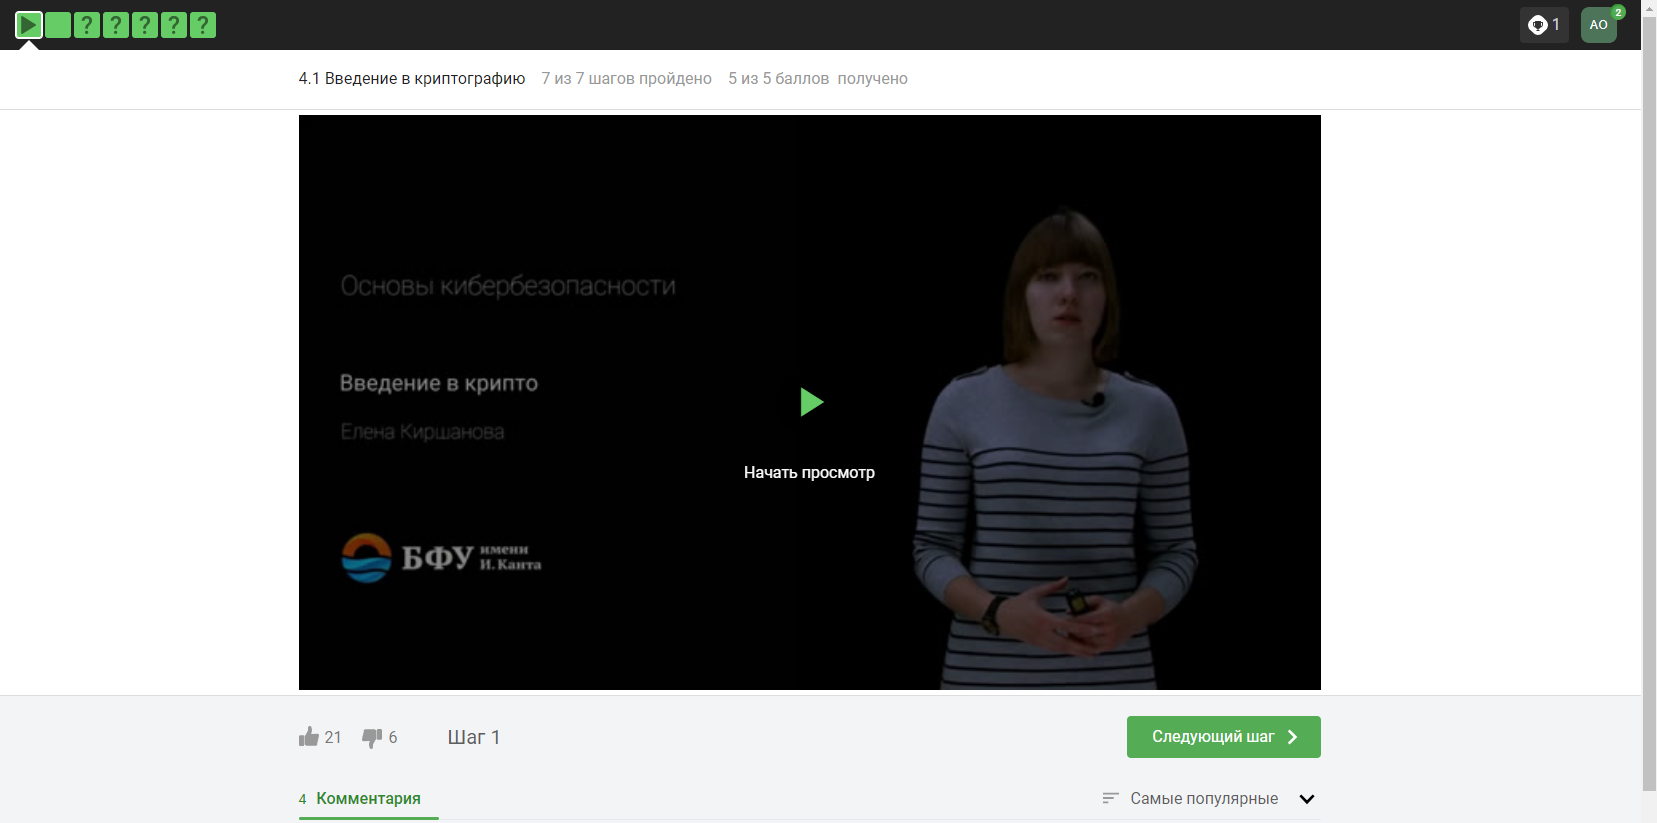 ? ? ? ? ?
1
АО
2
4.1 Введение в криптографию 7 из 7 шагов пройдено 5 из 5 баллов получено
Основы кибербезопасности
Введение в крипто
Елена Киршанова
Начать просмотр
БФУ имени
И. Канта
21 6 Шаг 1
Следующий шаг
4 Комментария
Самые популярные